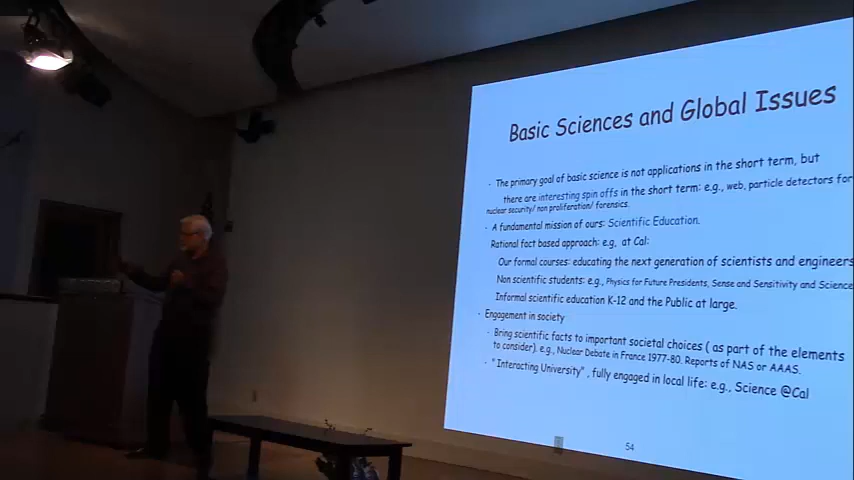 Basic Sciences and Global Issues
· The primary goal of basic science is not applications in the short term, but
there are interesting spin offs in the short term: e.g., web, particle detectors for
nuclear security/ non proliferation/ forensics.
· A fundamental mission of ours: Scientific Education.
Rational fact based approach: e.g, at Cal:
Our formal courses: educating the next generation of scientists and engineers
Non scientific students: e.g., Physics for Future Presidents, Sense and Sensitivity and Science
Informal scientific education K-12 and the Public at large.
· Engagement in society
· Bring scientific facts to important societal choices ( as part of the elements
to consider). e.g., Nuclear Debate in France 1977-80. Reports of NAS or AAAS.
· "Interacting University" , fully engaged in local life: e.g., Science @Cal
54